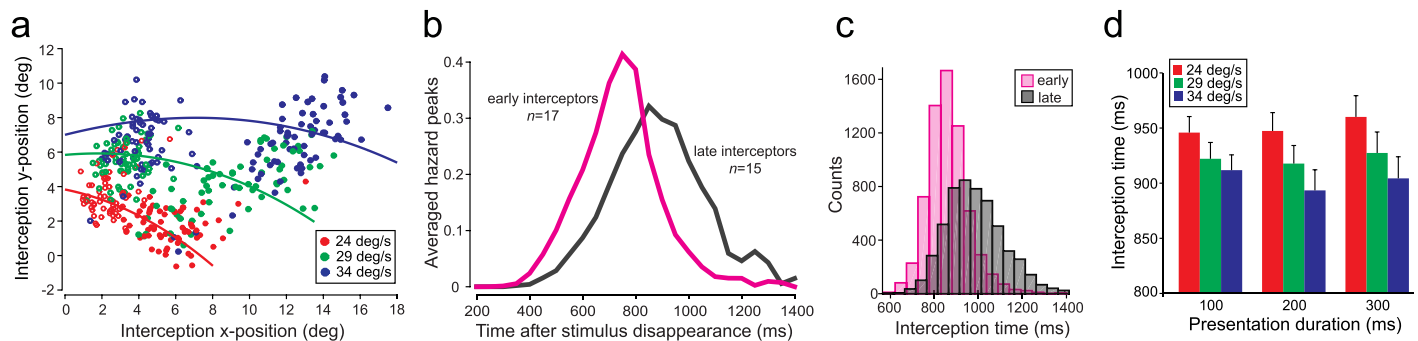 a
12
10
8
6
4
2
0
-2
Interception y-position (deg)
0 2 4 6 8 10 12 14 16 18
Interception x-position (deg)
24 deg/s
29 deg/s
34 deg/s
b
0.4
0.3
0.2
0.1
0
Averaged hazard peaks
early interceptors
n=17
late interceptors
n=15
200 400 600 800 1000 1200 1400
Time after stimulus disappearance (ms)
c
1600
1200
800
400
0
Counts
early
late
600 800 1000 1200 1400
Interception time (ms)
d
24 deg/s
29 deg/s
34 deg/s
1000
950
900
850
800
Interception time (ms)
100 200 300
Presentation duration (ms)